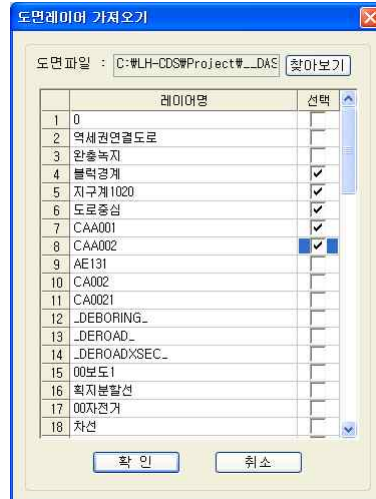 도면레이어 가져오기
도면파일 : C:₩LH-CDS₩Project₩__DAS 찾아보기
레이어명 선택
1 0
2 역세권연결도로
3 완충녹지
4 블럭경계
5 지구계1020
6 도로중심
7 CAA001
8 CAA002
9 AE131
10 CA002
11 CA0021
12 _DEBORING_
13 _DEROAD_
14 _DEROADXSEC_
15 00보도1
16 획지분할선
17 00자전거
18 차선
확 인 취소